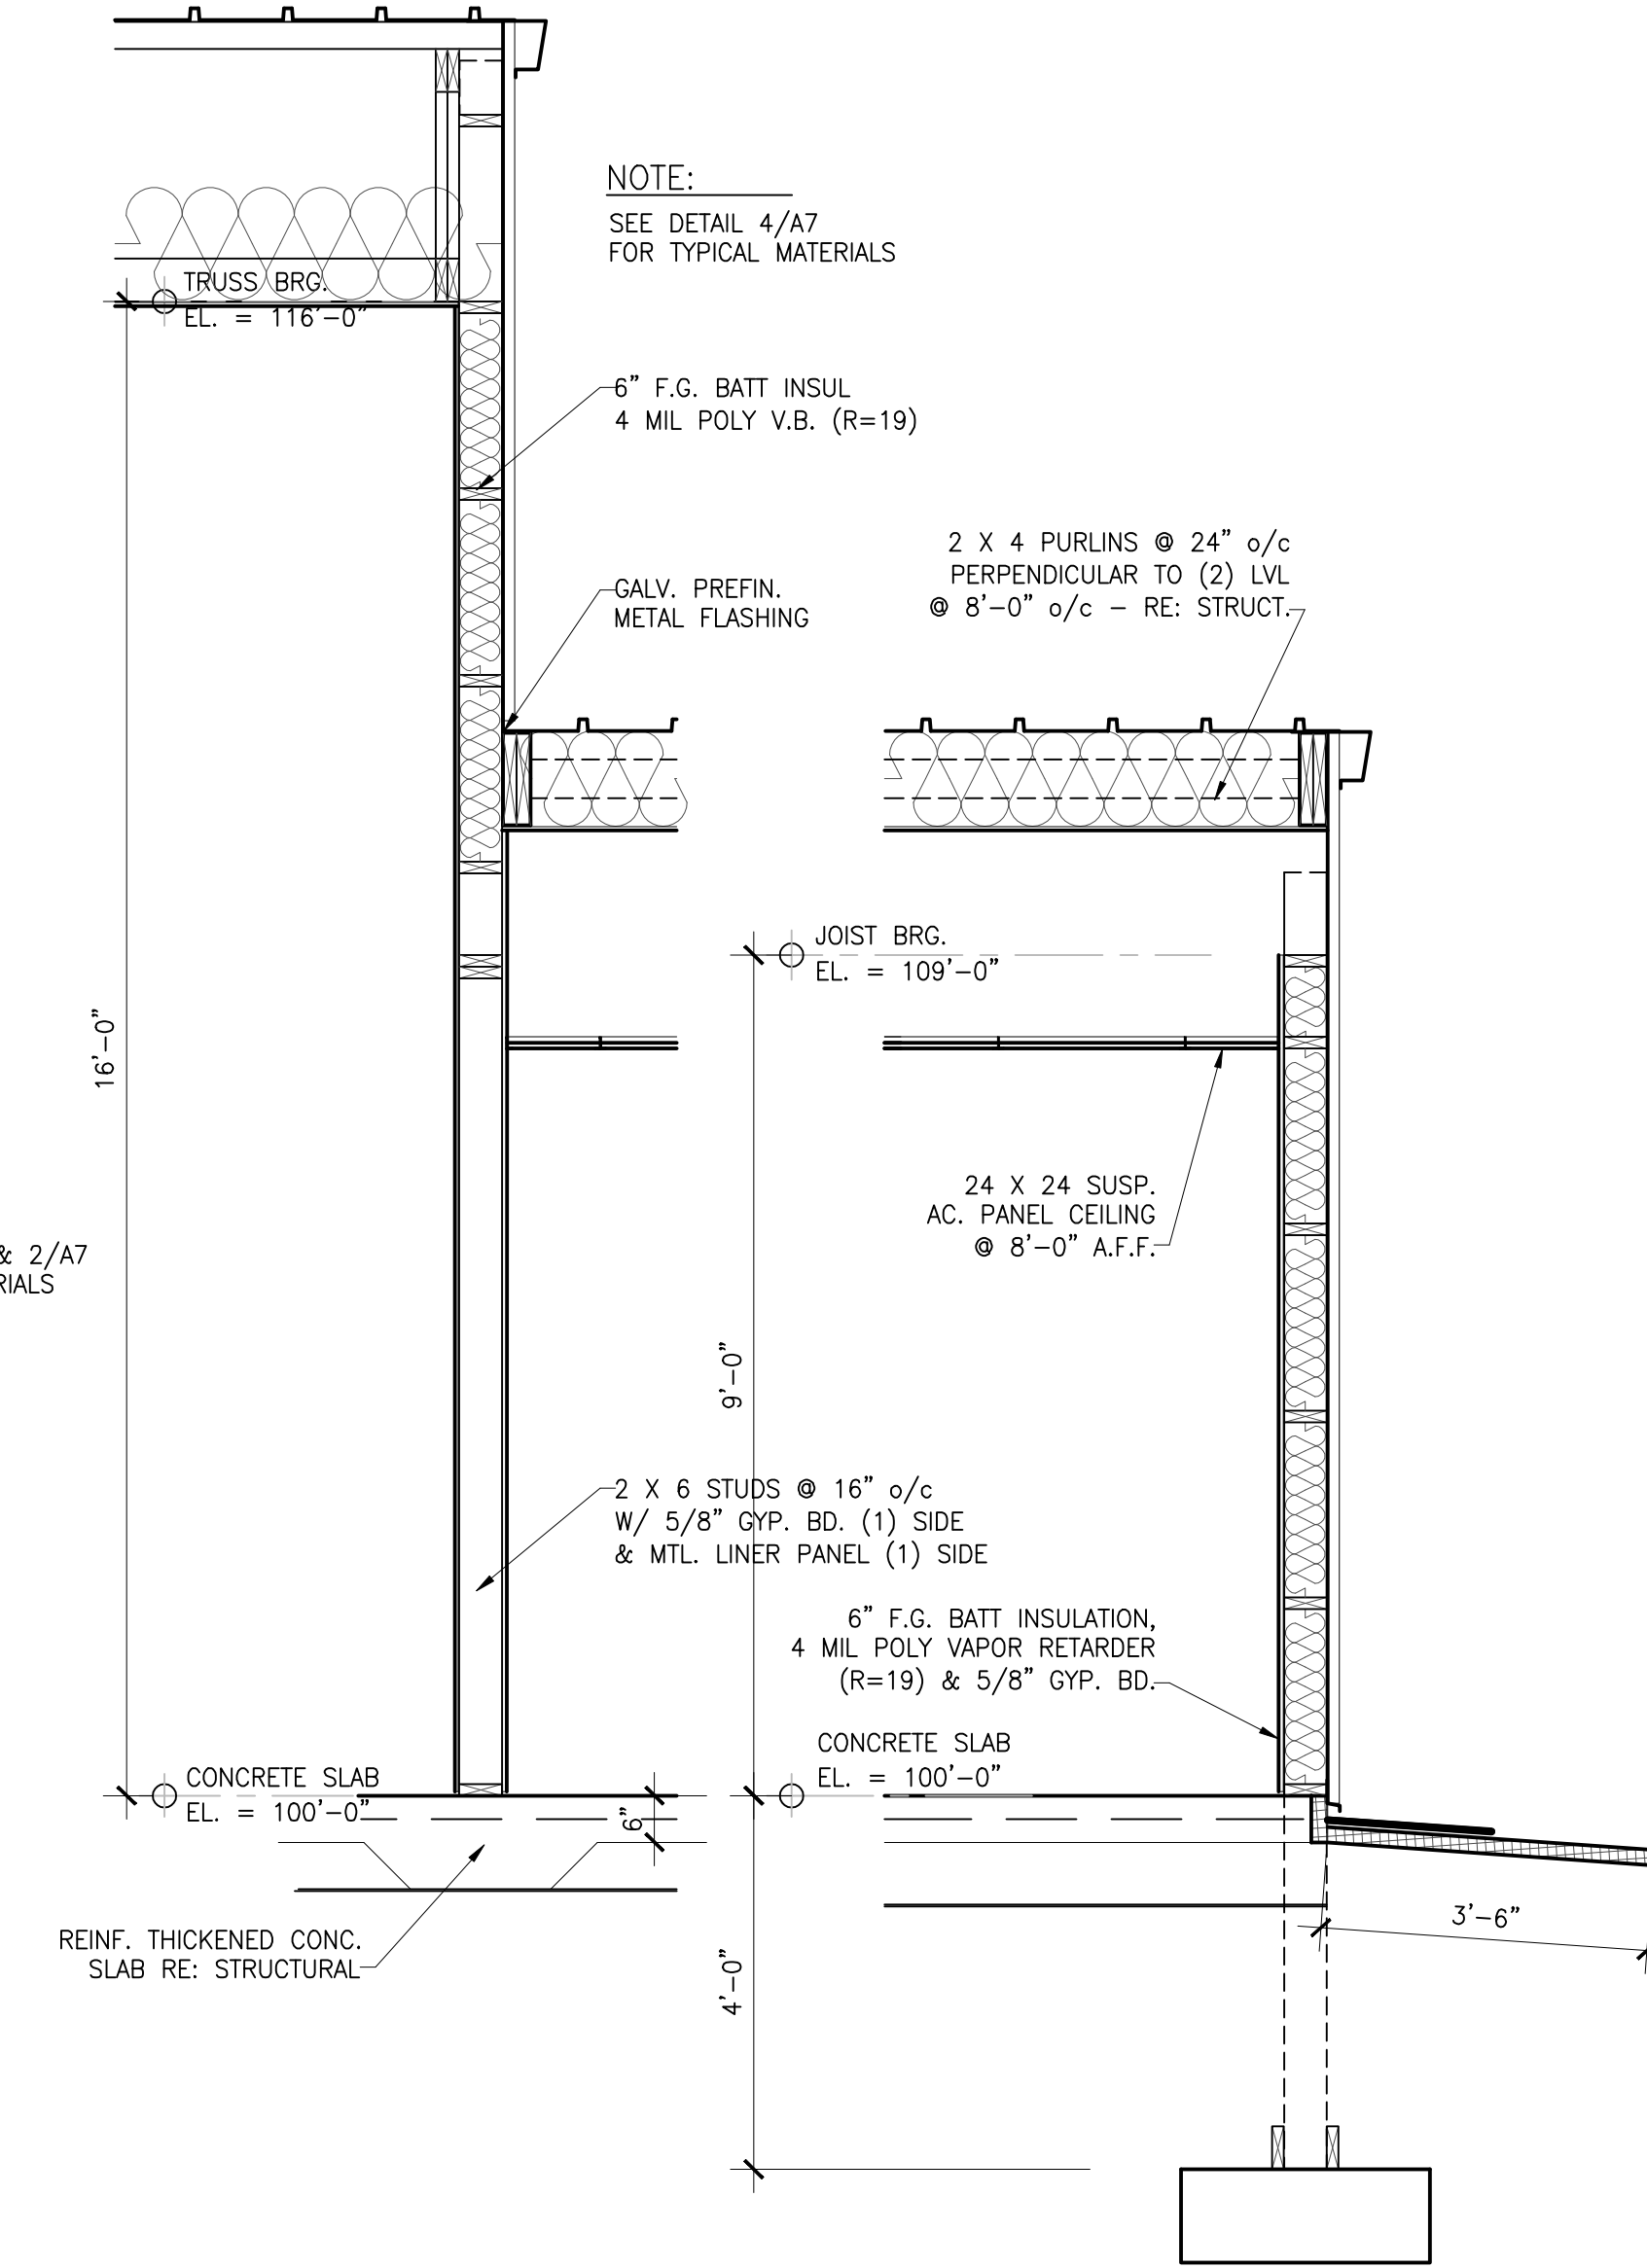 NOTE:
SEE DETAIL 4/A7
FOR TYPICAL MATERIALS
TRUSS BRG.
EL. = 116'-0"
6" F.G. BATT INSUL
4 MIL POLY V.B. (R=19)
2 X 4 PURLINS @ 24" o/c
PERPENDICULAR TO (2) LVL
@ 8'-0" o/c - RE: STRUCT.
GALV. PREFIN.
METAL FLASHING
JOIST BRG.
EL. = 109'-0"
16'-0"
24 X 24 SUSP.
AC. PANEL CEILING
@ 8'-0" A.F.F.
& 2/A7
RIALS
9'-0"
2 X 6 STUDS @ 16" o/c
W/ 5/8" GYP. BD. (1) SIDE
& MTL. LINER PANEL (1) SIDE
6" F.G. BATT INSULATION,
4 MIL POLY VAPOR RETARDER
(R=19) & 5/8" GYP. BD.
CONCRETE SLAB
EL. = 100'-0"
CONCRETE SLAB
EL. = 100'-0"
6"
REINF. THICKENED CONC.
SLAB RE: STRUCTURAL
3'-6"
4'-0"